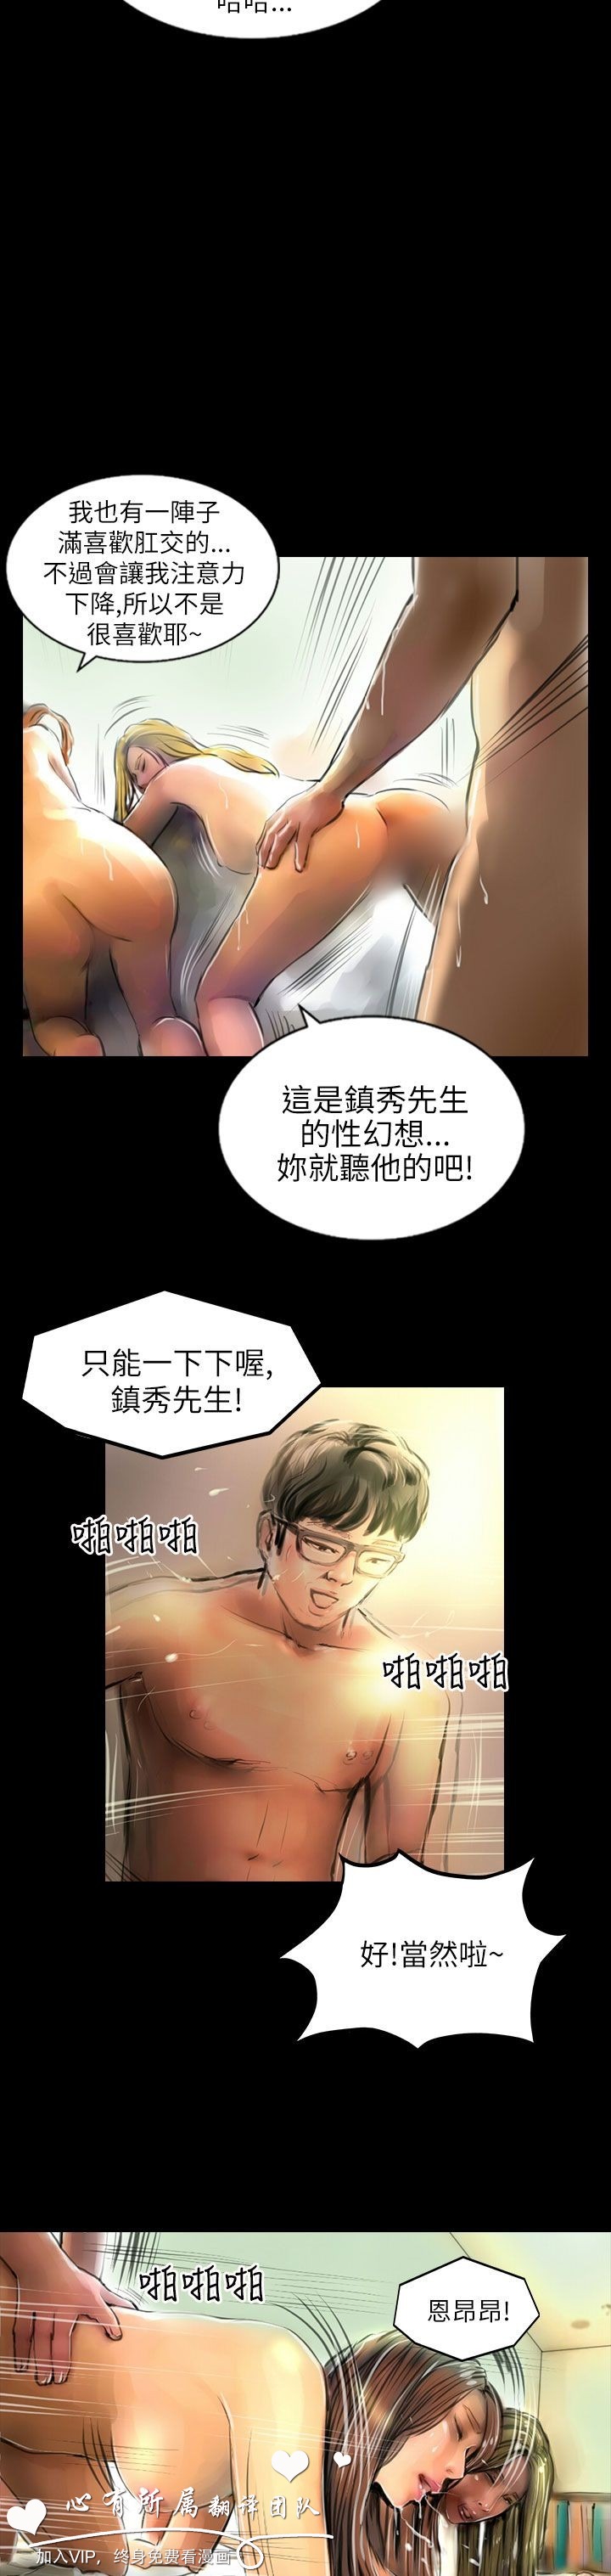 哈哈...
我也有一陣子
滿喜歡肛交的...
不過會讓我注意力
下降,所以不是
很喜歡耶~
這是鎮秀先生
的性幻想...
妳就聽他的吧!
只能一下下喔,
鎮秀先生!
啪啪啪
啪啪啪
好!當然啦~
啪啪啪
恩昂昂!
心有所属翻译团队
加入VIP，终身免费看漫画